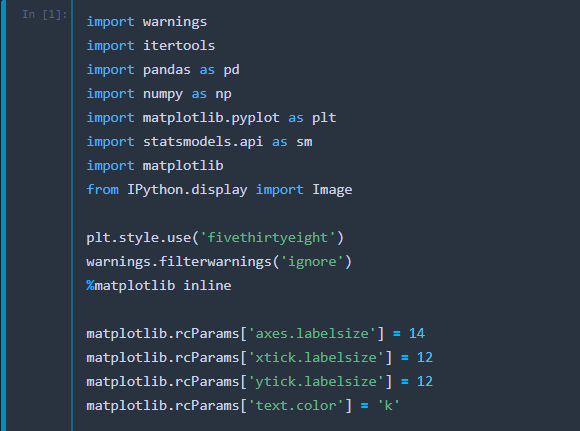 In [1]:
import warnings
import itertools
import pandas as pd
import numpy as np
import matplotlib.pyplot as plt
import statsmodels.api as sm
import matplotlib
from IPython.display import Image
plt.style.use('fivethirtyeight')
warnings.filterwarnings('ignore')
%matplotlib inline
matplotlib.rcParams['axes.labelsize'] = 14
matplotlib.rcParams['xtick.labelsize'] = 12
matplotlib.rcParams['ytick.labelsize'] = 12
matplotlib.rcParams['text.color'] = 'k'